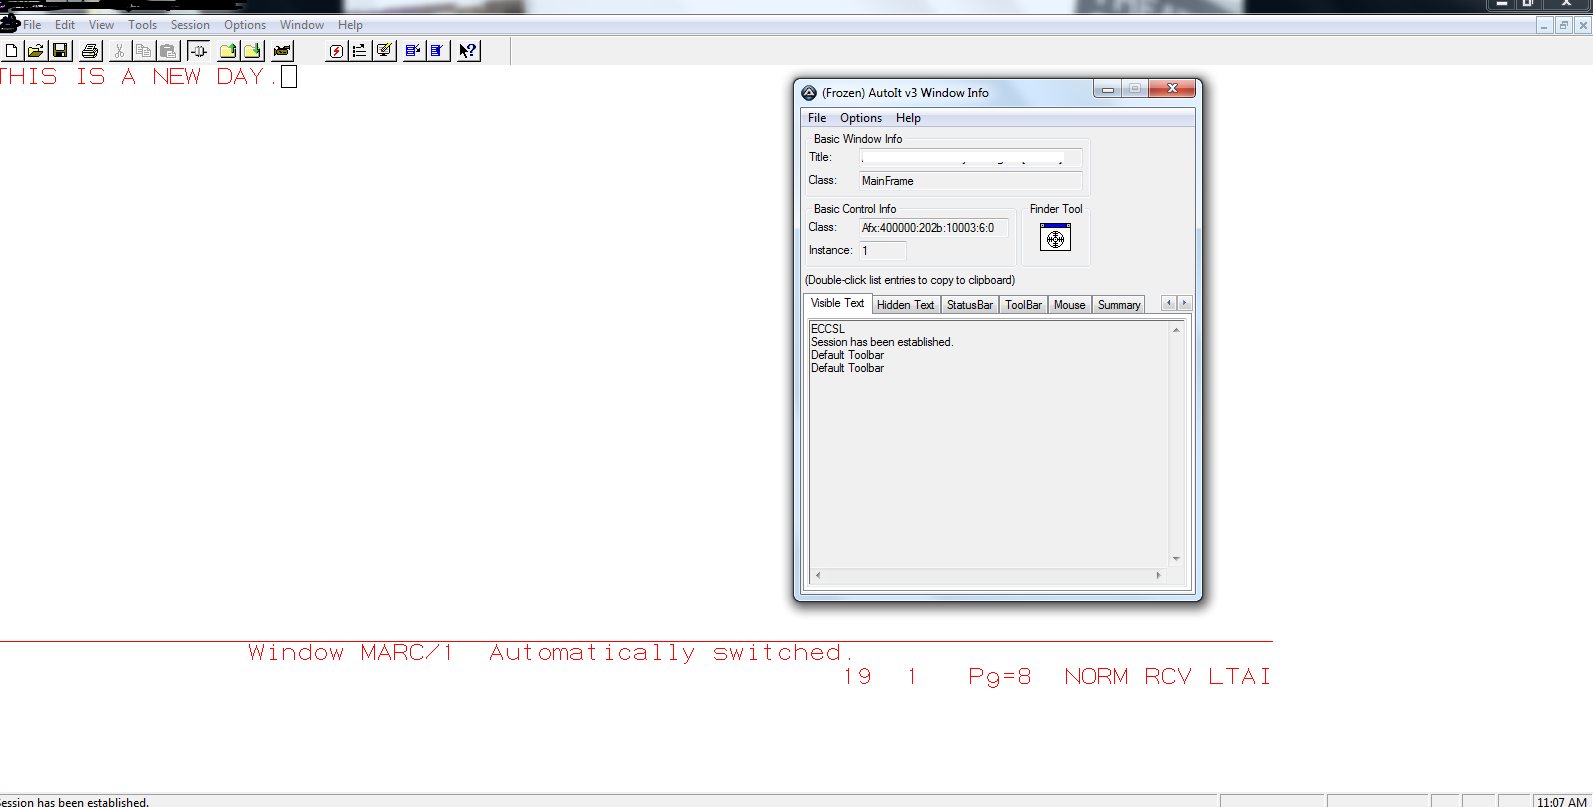 File Edit View Tools Session Options Window Help
THIS IS A NEW DAY.
(Frozen) AutoIt v3 Window Info
File Options Help
Basic Window Info
Title:
Class: MainFrame
Basic Control Info
Finder Tool
Class: Afx:400000:202b:10003:6:0
Instance: 1
(Double-click list entries to copy to clipboard)
Visible Text Hidden Text StatusBar ToolBar Mouse Summary
ECCSL
Session has been established.
Default Toolbar
Default Toolbar
Window MARC/1 Automatically switched.
19 1 Pg=8 NORM RCV LTAI
Session has been established.
11:07 AM